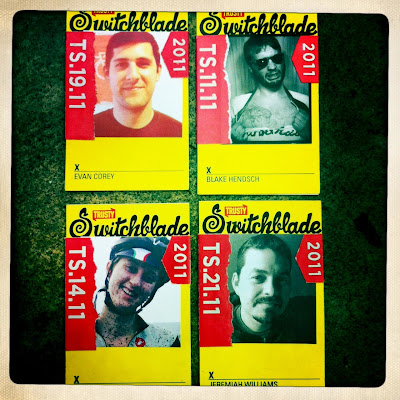 TRUSTY
Switchblade
TS.19.11
2011
X
EVAN COREY
TRUSTY
Switchblade
TS.11.11
2011
X
BLAKE HENDSCH
TRUSTY
Switchblade
TS.14.11
2011
X
TRUSTY
Switchblade
TS.21.11
2011
X
JEREMIAH WILLIAMS